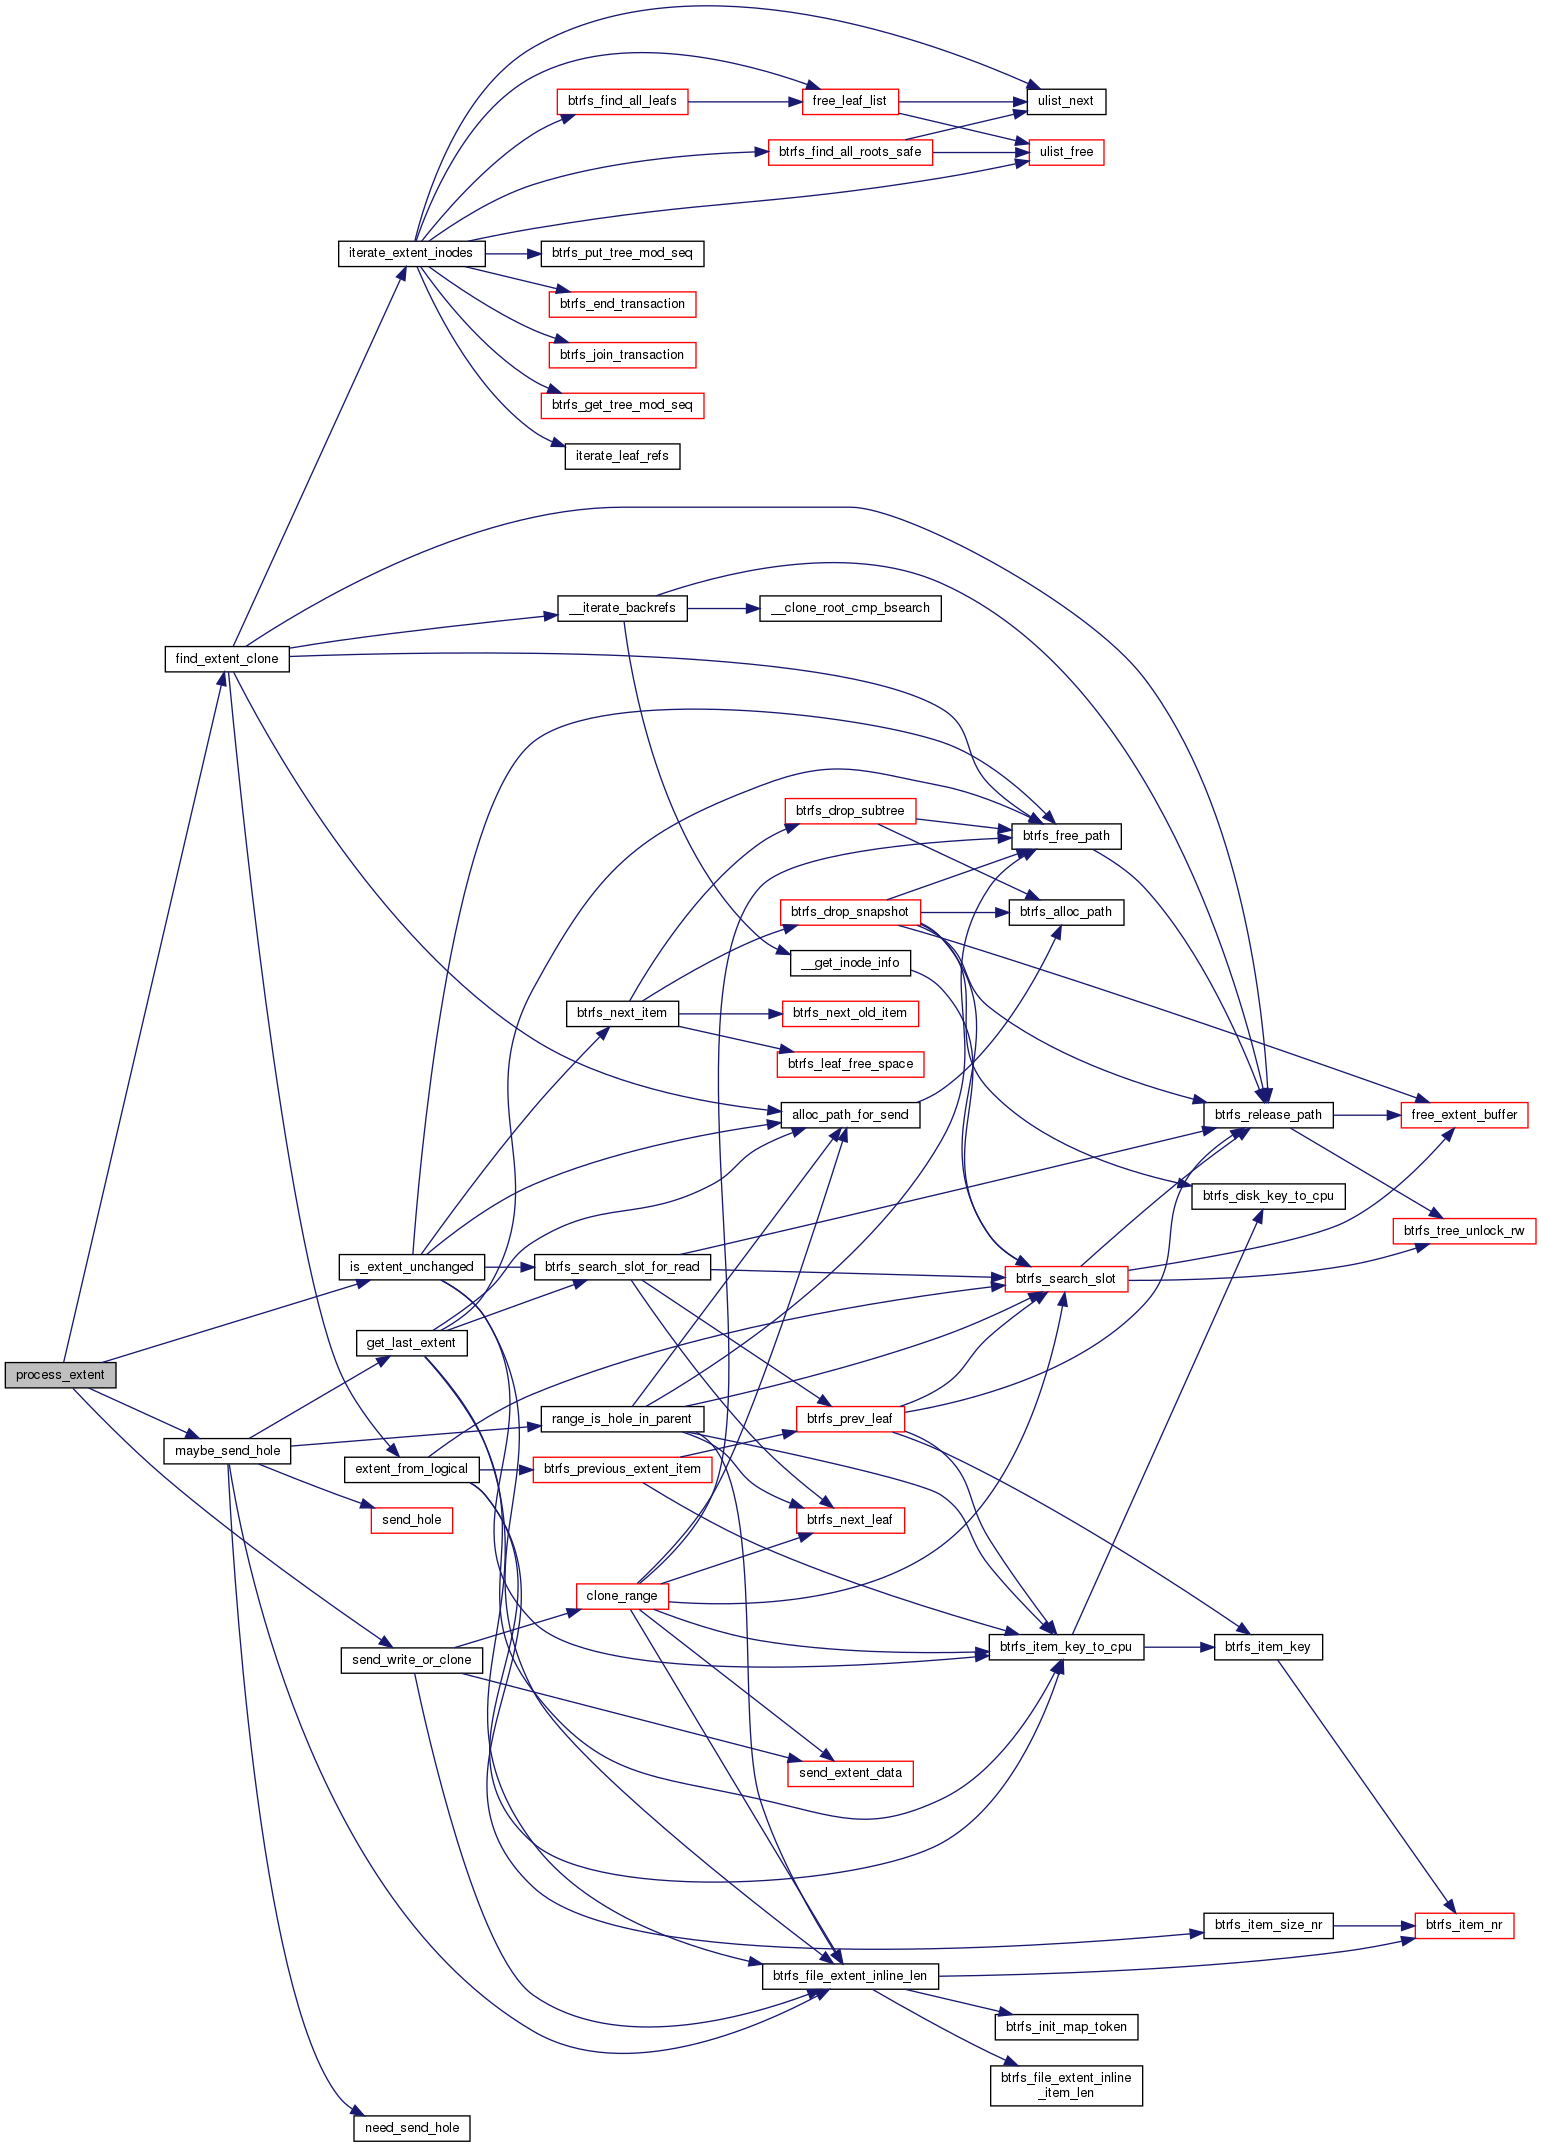 ulist_next
btrfs_find_all_leafs
free_leaf_list
btrfs_find_all_roots_safe
ulist_free
iterate_extent_inodes
btrfs_put_tree_mod_seq
btrfs_end_transaction
btrfs_join_transaction
btrfs_get_tree_mod_seq
iterate_leaf_refs
__iterate_backrefs
__clone_root_cmp_bsearch
find_extent_clone
btrfs_drop_subtree
btrfs_free_path
btrfs_drop_snapshot
btrfs_alloc_path
__get_inode_info
btrfs_next_item
btrfs_next_old_item
btrfs_leaf_free_space
alloc_path_for_send
btrfs_release_path
free_extent_buffer
btrfs_disk_key_to_cpu
btrfs_tree_unlock_rw
is_extent_unchanged
btrfs_search_slot_for_read
btrfs_search_slot
get_last_extent
process_extent
range_is_hole_in_parent
btrfs_prev_leaf
maybe_send_hole
extent_from_logical
btrfs_previous_extent_item
send_hole
btrfs_next_leaf
clone_range
send_write_or_clone
btrfs_item_key_to_cpu
btrfs_item_key
send_extent_data
btrfs_item_size_nr
btrfs_item_nr
btrfs_file_extent_inline_len
btrfs_init_map_token
btrfs_file_extent_inline
_item_len
need_send_hole